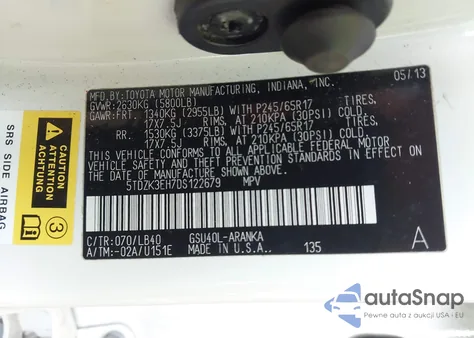 MFD.BY:TOYOTA MOTOR MANUFACTURING, INDIANA, INC. 05/13
GVWR:2630KG (5800LB)
GAWR:FRT. 1340KG (2955LB)WITH P245/65R17 TIRES,
17X7.5J RIMS, AT 210KPA (30PSI) COLD
RR. 1530KG (3375LB)WITH P245/65R17 TIRES,
17X7.5J RIMS, AT 210KPA (30PSI) COLD
THIS VEHICLE CONFORMS TO ALL APPLICABLE FEDERAL MOTOR
VEHICLE SAFETY STANDARDS IN EFFECT ON THE
DATE OF MANUFACTURE SHOWN ABOVE.
5TDZK3EH7DS122679 MPV
C/TR:070/LB40 GSU40L-ARANKA
A/TM:-02A/U151E MADE IN U.S.A. 135 A
SRS SIDE AIRBAG
CAUTION
ATTENTION
ACHTUNG
3
autoSnap
Pewne auta z aukcji USA - EU